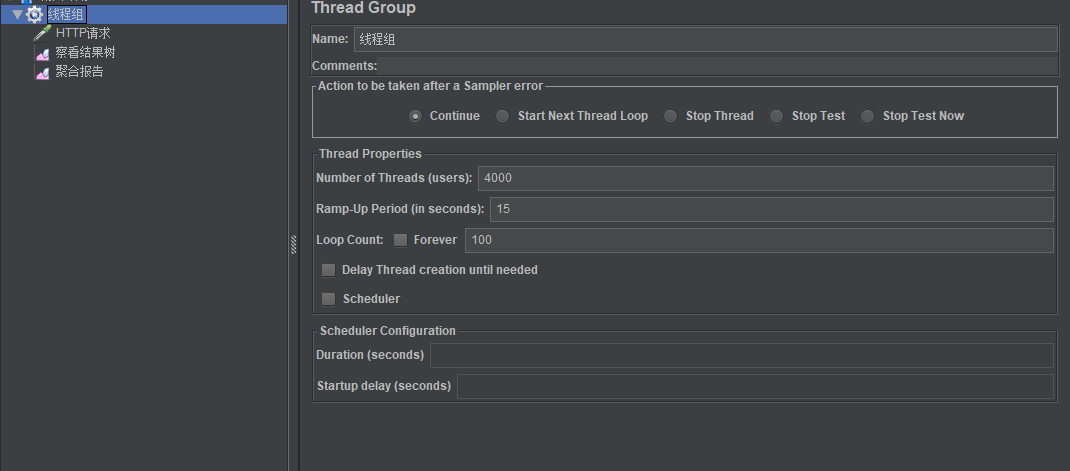 线程组
HTTP请求
察看结果树
聚合报告
Thread Group
Name: 线程组
Comments:
Action to be taken after a Sampler error
Continue Start Next Thread Loop Stop Thread Stop Test Stop Test Now
Thread Properties
Number of Threads (users): 4000
Ramp-Up Period (in seconds): 15
Loop Count: Forever 100
Delay Thread creation until needed
Scheduler
Scheduler Configuration
Duration (seconds)
Startup delay (seconds)